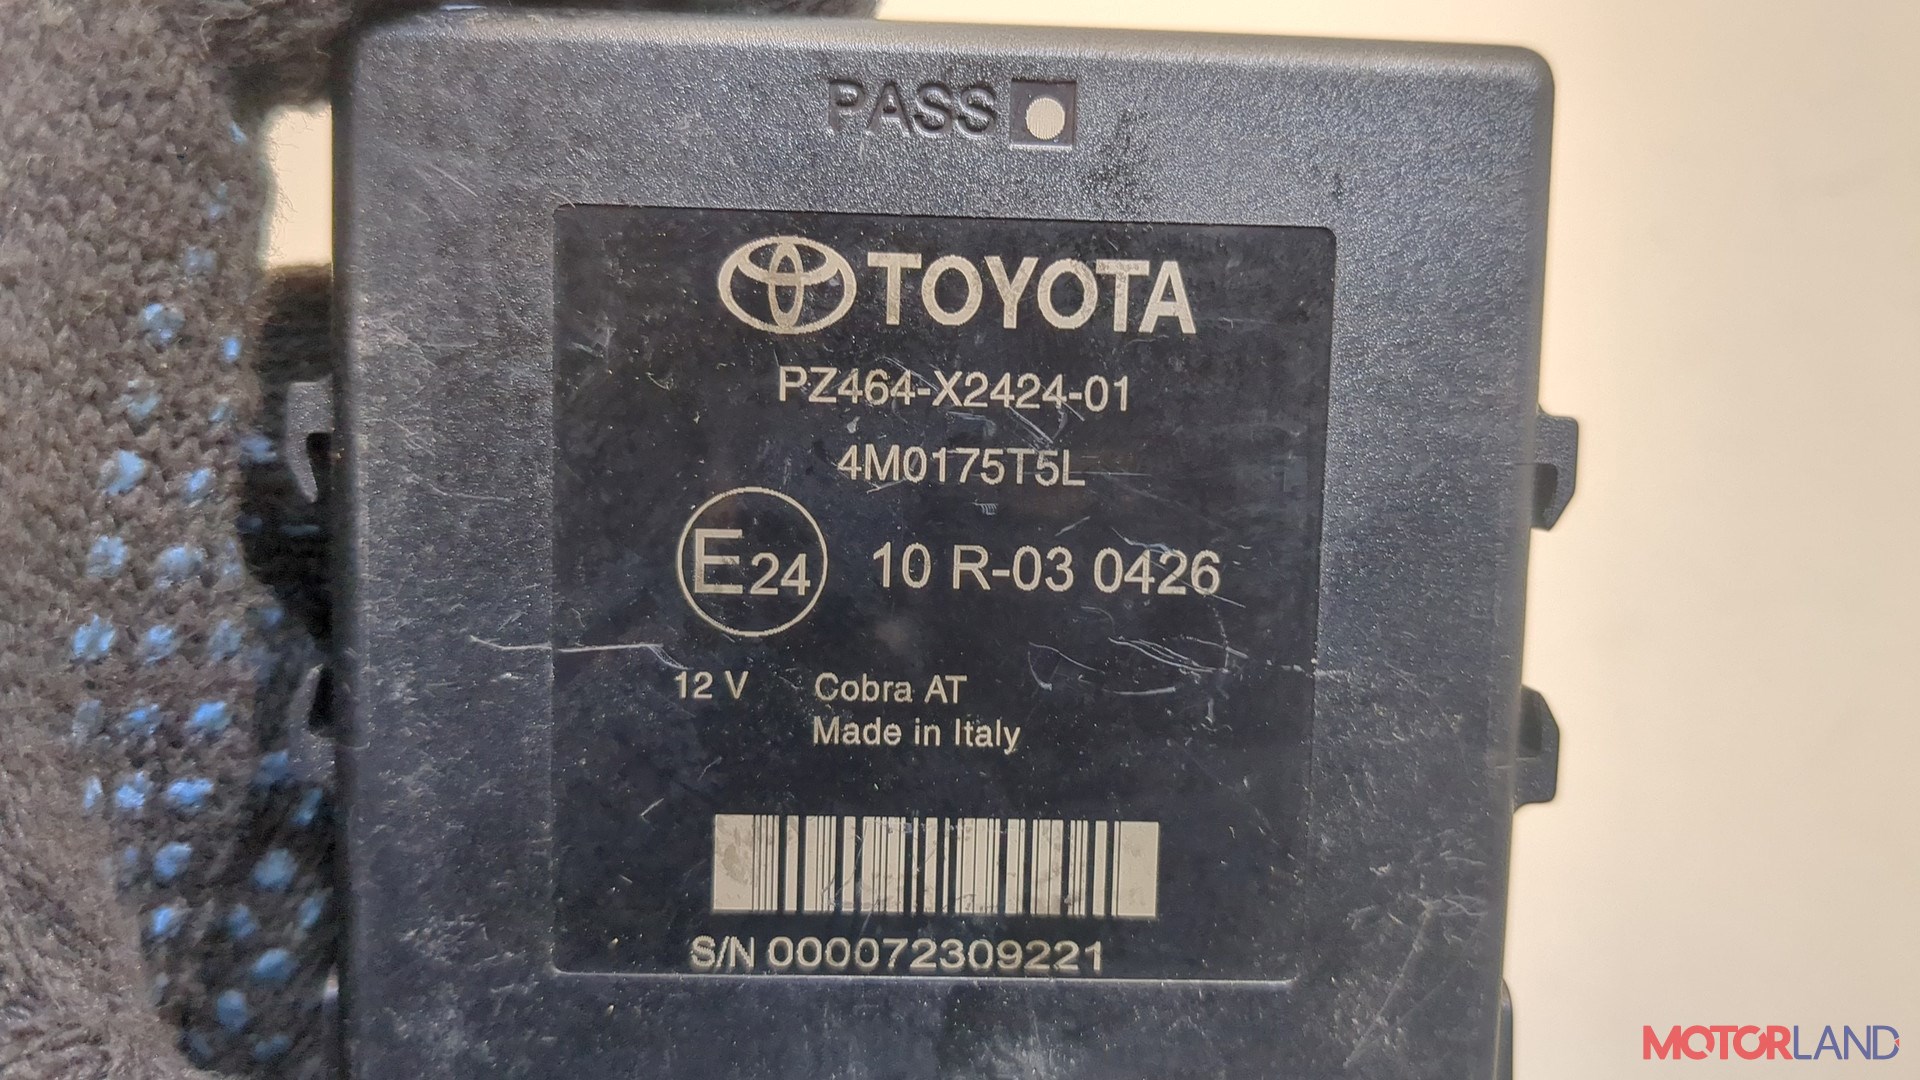 PASS
TOYOTA
PZ464-X2424-01
4M0175T5L
E24 10 R-03 0426
12 V Cobra AT
Made in Italy
S/N 000072309221
MOTORLAND